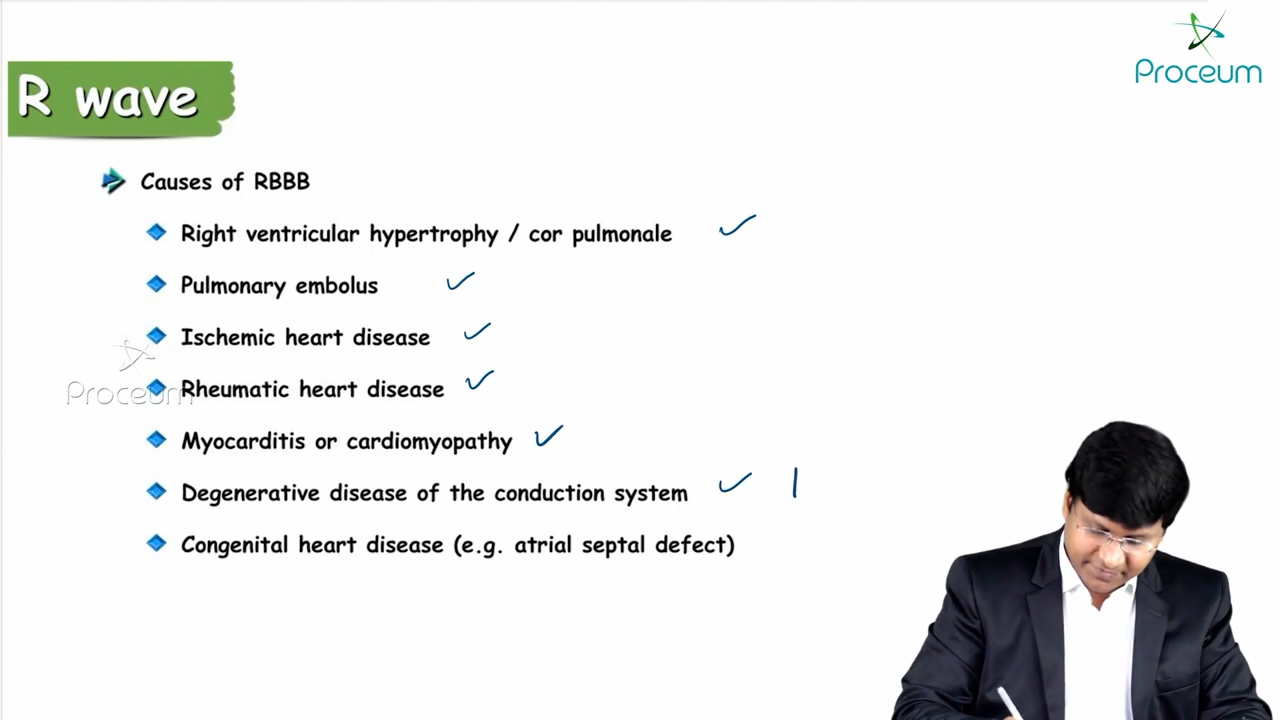 Proceum
R wave
Causes of RBBB
Right ventricular hypertrophy / cor pulmonale
Pulmonary embolus
Ischemic heart disease
Proceum
Rheumatic heart disease
Myocarditis or cardiomyopathy
Degenerative disease of the conduction system
Congenital heart disease (e.g. atrial septal defect)